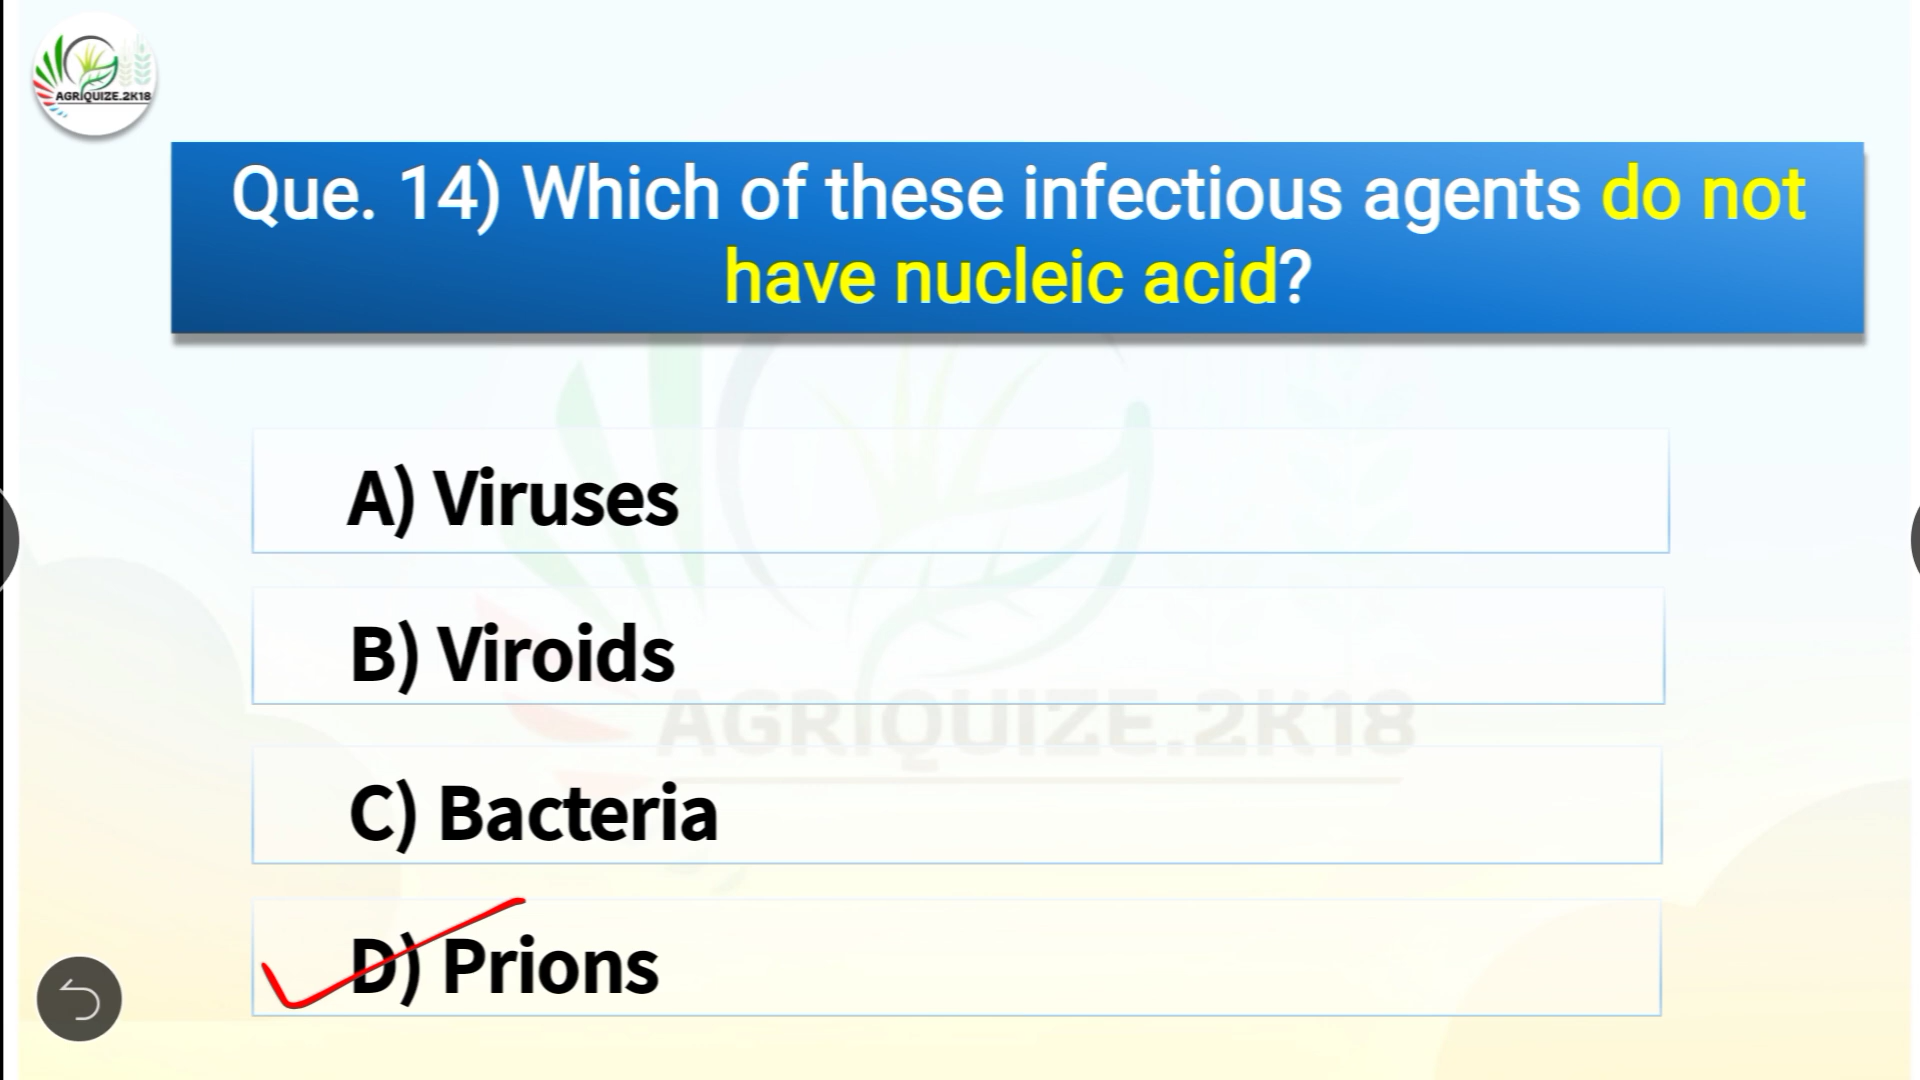 AGRIQUIZE.2K18
Que. 14) Which of these infectious agents do not
have nucleic acid?
A) Viruses
B) Viroids
AGRIQUIZE.2K18
C) Bacteria
D) Prions